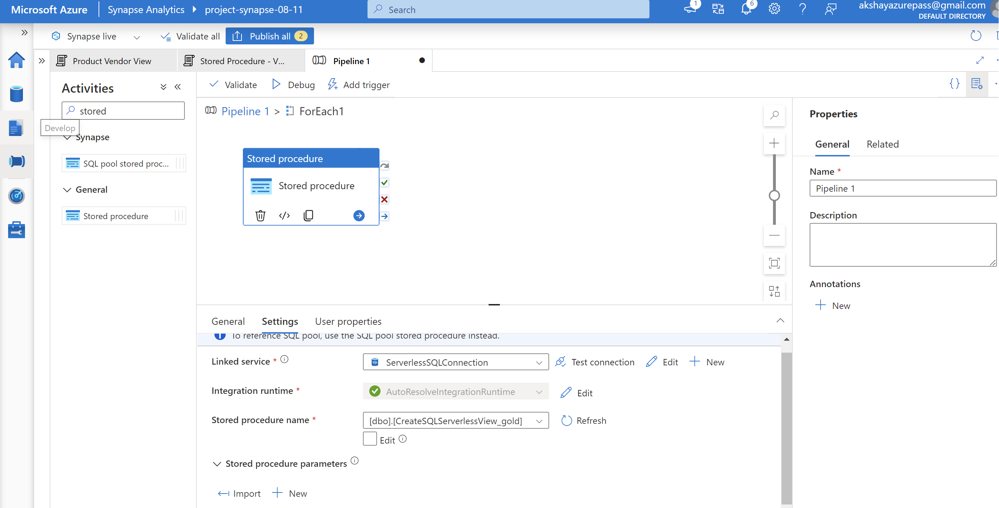 Microsoft Azure
Synapse Analytics
project-synapse-08-11
Search
1
6
akshayazurepass@gmail.com
DEFAULT DIRECTORY
Synapse live
Validate all
Publish all 2
Product Vendor View
Stored Procedure - V...
Pipeline 1
Activities
Validate
Debug
Add trigger
stored
Develop
Synapse
SQL pool stored proc...
General
Stored procedure
Pipeline 1 > ForEach1
Stored procedure
Stored procedure
Properties
General
Related
Name *
Pipeline 1
Description
Annotations
New
General
Settings
User properties
To reference SQL pool, use the SQL pool stored procedure instead.
Linked service *
SQL
ServerlessSQLConnection
Test connection
Edit
New
Integration runtime *
AutoResolveIntegrationRuntime
Edit
Stored procedure name *
[dbo].[CreateSQLServerlessView_gold]
Refresh
Edit
Stored procedure parameters
Import
New